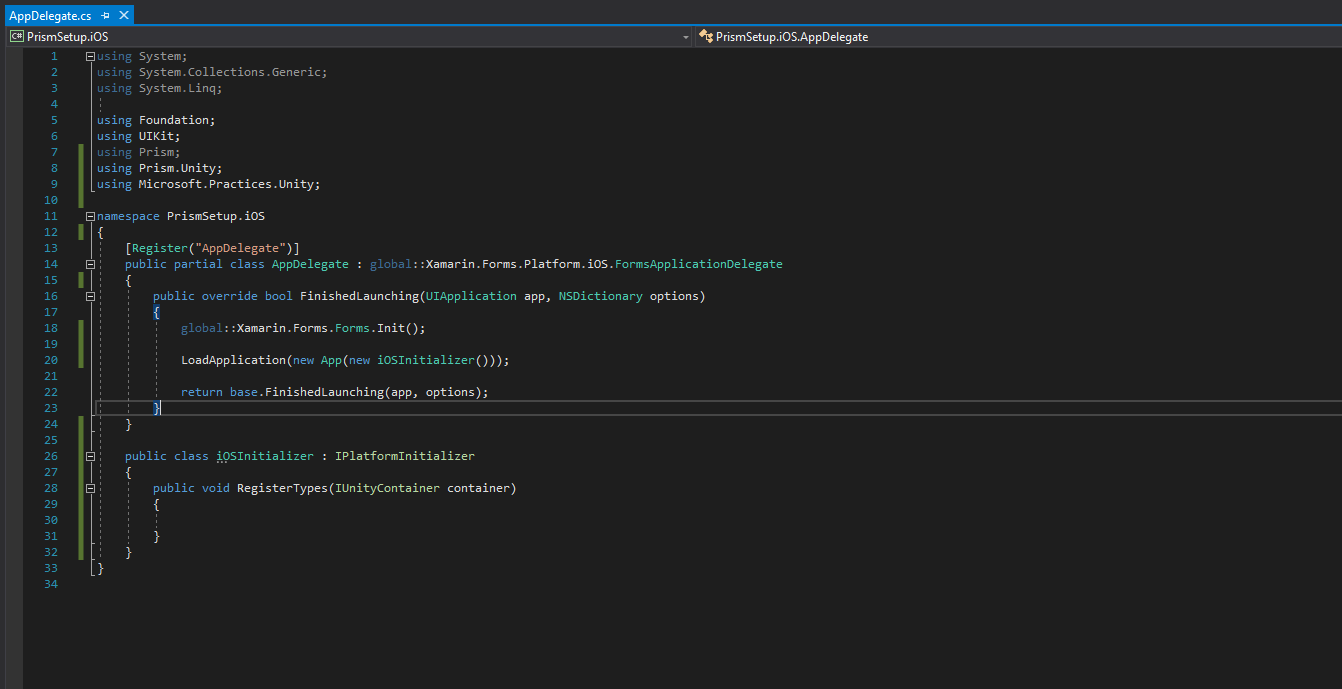 AppDelegate.cs
C# PrismSetup.iOS PrismSetup.iOS.AppDelegate
1 using System;
2 using System.Collections.Generic;
3 using System.Linq;
4
5 using Foundation;
6 using UIKit;
7 using Prism;
8 using Prism.Unity;
9 using Microsoft.Practices.Unity;
10
11 namespace PrismSetup.iOS
12 {
13 [Register("AppDelegate")]
14 public partial class AppDelegate : global::Xamarin.Forms.Platform.iOS.FormsApplicationDelegate
15 {
16 public override bool FinishedLaunching(UIApplication app, NSDictionary options)
17 {
18 global::Xamarin.Forms.Forms.Init();
19
20 LoadApplication(new App(new iOSInitializer()));
21
22 return base.FinishedLaunching(app, options);
23 }
24 }
25
26 public class iOSInitializer : IPlatformInitializer
27 {
28 public void RegisterTypes(IUnityContainer container)
29 {
30
31 }
32 }
33 }
34